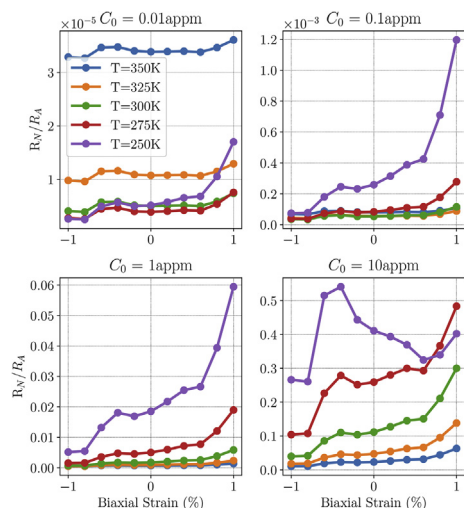 C₀ = 0.01appm
C₀ = 0.1appm
×10⁻⁵
×10⁻³
R_N/R_A
3
1
T=350K
T=325K
T=300K
T=275K
T=250K
−1 0 1
1.2
1.0
0.8
0.6
0.4
0.2
0.0
−1 0 1
C₀ = 1appm
C₀ = 10appm
R_N/R_A
0.06
0.05
0.04
0.03
0.02
0.01
0.00
−1 0 1
Biaxial Strain (%)
0.5
0.4
0.3
0.2
0.1
0.0
−1 0 1
Biaxial Strain (%)